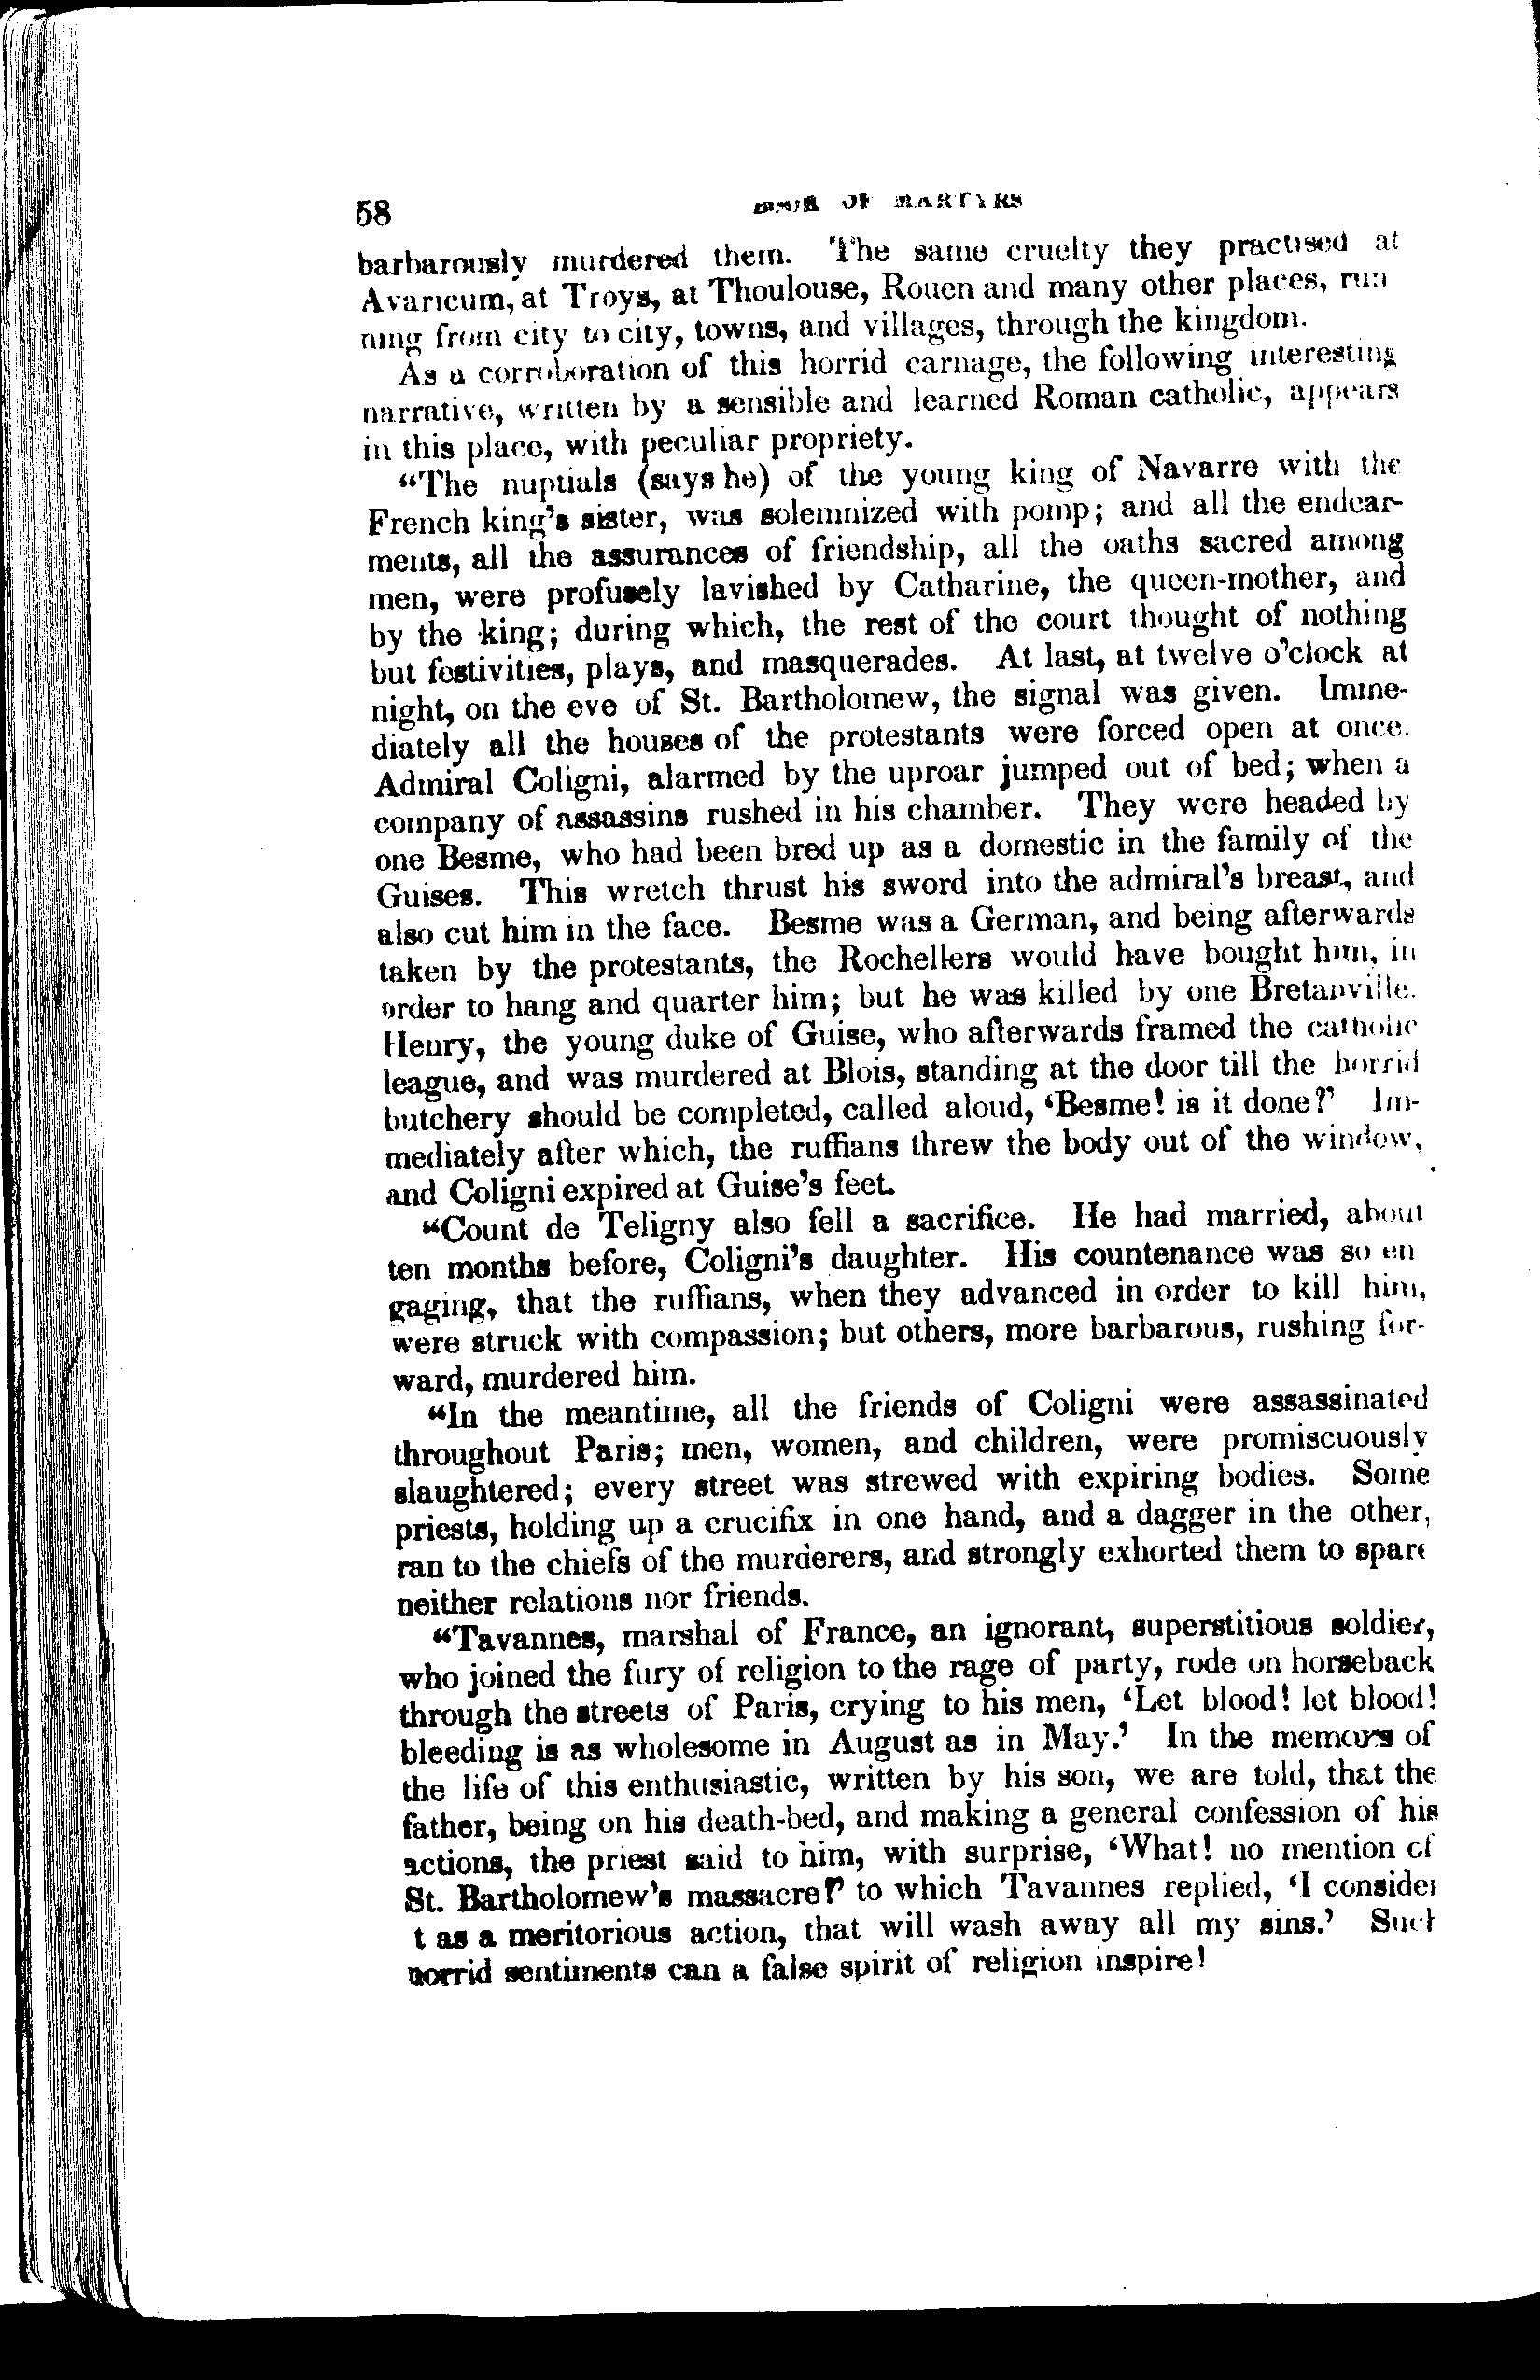 58 BOOK OF MARTYRS
barbarously murdered them. The same cruelty they practised at
Avaricum, at Troys, at Thoulouse, Rouen and many other places, run
ning from city to city, towns, and villages, through the kingdom.
As a corroboration of this horrid carnage, the following interesting
narrative, written by a sensible and learned Roman catholic, appears
in this place, with peculiar propriety.
"The nuptials (says he) of the young king of Navarre with the
French king's sister, was solemnized with pomp; and all the endear-
ments, all the assurances of friendship, all the oaths sacred among
men, were profusely lavished by Catharine, the queen-mother, and
by the king; during which, the rest of the court thought of nothing
but festivities, plays, and masquerades. At last, at twelve o'clock at
night, on the eve of St. Bartholomew, the signal was given. Imme-
diately all the houses of the protestants were forced open at once.
Admiral Coligni, alarmed by the uproar jumped out of bed; when a
company of assassins rushed in his chamber. They were headed by
one Besme, who had been bred up as a domestic in the family of the
Guises. This wretch thrust his sword into the admiral's breast, and
also cut him in the face. Besme was a German, and being afterwards
taken by the protestants, the Rochellers would have bought him, in
order to hang and quarter him; but he was killed by one Bretanville.
Henry, the young duke of Guise, who afterwards framed the catholic
league, and was murdered at Blois, standing at the door till the horrid
butchery should be completed, called aloud, 'Besme! is it done?' Im-
mediately after which, the ruffians threw the body out of the window,
and Coligni expired at Guise's feet.
"Count de Teligny also fell a sacrifice. He had married, about
ten months before, Coligni's daughter. His countenance was so en
gaging, that the ruffians, when they advanced in order to kill him,
were struck with compassion; but others, more barbarous, rushing for-
ward, murdered him.
"In the meantime, all the friends of Coligni were assassinated
throughout Paris; men, women, and children, were promiscuously
slaughtered; every street was strewed with expiring bodies. Some
priests, holding up a crucifix in one hand, and a dagger in the other,
ran to the chiefs of the murderers, and strongly exhorted them to spare
neither relations nor friends.
"Tavannes, marshal of France, an ignorant, superstitious soldier,
who joined the fury of religion to the rage of party, rode on horseback
through the streets of Paris, crying to his men, 'Let blood! let blood!
bleeding is as wholesome in August as in May.' In the memoirs of
the life of this enthusiastic, written by his son, we are told, that the
father, being on his death-bed, and making a general confession of his
actions, the priest said to him, with surprise, 'What! no mention of
St. Bartholomew's massacre?' to which Tavannes replied, 'I consider
t as a meritorious action, that will wash away all my sins.' Such
horrid sentiments can a false spirit of religion inspire!